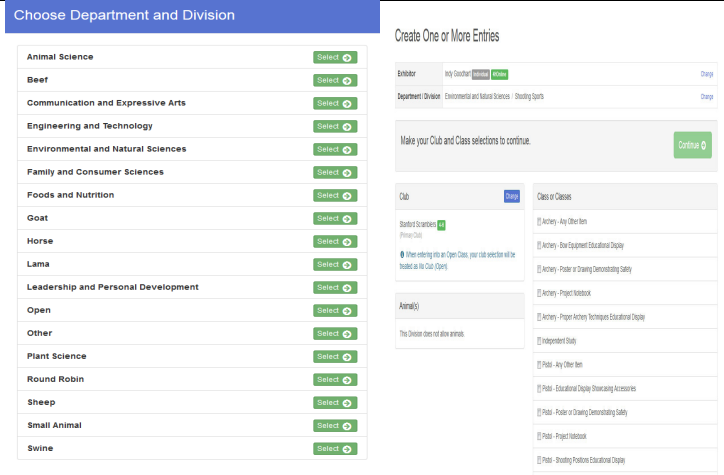 Choose Department and Division
Animal Science Select
Beef Select
Communication and Expressive Arts Select
Engineering and Technology Select
Environmental and Natural Sciences Select
Family and Consumer Sciences Select
Foods and Nutrition Select
Goat Select
Horse Select
Lama Select
Leadership and Personal Development Select
Open Select
Other Select
Plant Science Select
Round Robin Select
Sheep Select
Small Animal Select
Swine Select
Create One or More Entries
Exhibitor Indy Goodhart Individual Change
Department / Division Environmental and Natural Sciences / Shooting Sports Change
Make your Club and Class selections to continue.
Continue
Club Change
Stanford Scramblers 4-H
(Primary Club)
When entering into an Open Class, your club selection will be
treated as No Club (Open).
Animal(s)
This Division does not allow animals.
Class or Classes
Archery - Any Other Item
Archery - Bow Equipment Educational Display
Archery - Poster or Drawing Demonstrating Safety
Archery - Project Notebook
Archery - Proper Archery Techniques Educational Display
Independent Study
Pistol - Any Other Item
Pistol - Educational Display Showcasing Accessories
Pistol - Poster or Drawing Demonstrating Safety
Pistol - Project Notebook
Pistol - Shooting Positions Educational Display